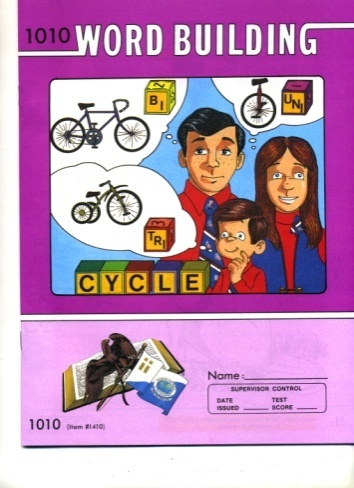 1010 WORD BUILDING
BI
UNI
TRI
CYCLE
Name:
SUPERVISOR CONTROL
DATE ISSUED TEST SCORE
1010 (Item #1410)